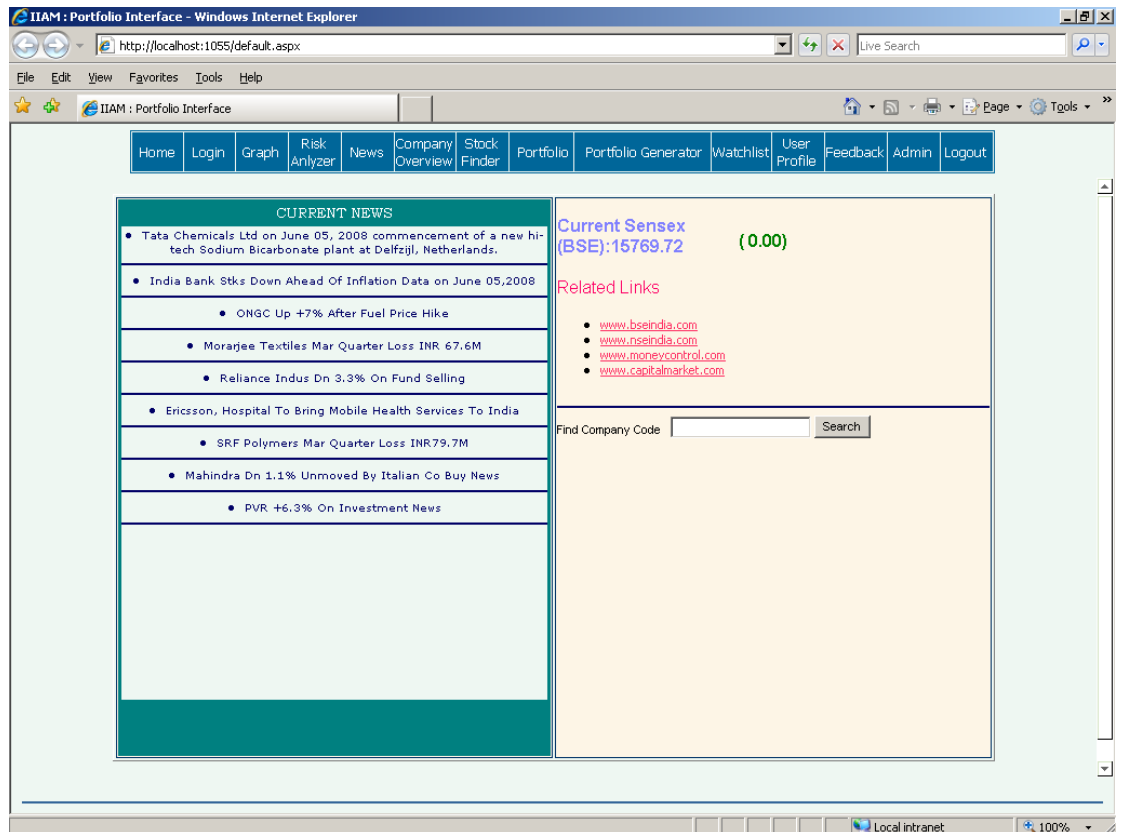 IIAM : Portfolio Interface - Windows Internet Explorer
http://localhost:1055/default.aspx
Live Search
File Edit View Favorites Tools Help
IIAM : Portfolio Interface
Page Tools »
Home Login Graph Risk Anlyzer News Company Overview Stock Finder Portfolio Portfolio Generator Watchlist User Profile Feedback Admin Logout
CURRENT NEWS
• Tata Chemicals Ltd on June 05, 2008 commencement of a new hi-
tech Sodium Bicarbonate plant at Delfzijl, Netherlands.
• India Bank Stks Down Ahead Of Inflation Data on June 05,2008
• ONGC Up +7% After Fuel Price Hike
• Morarjee Textiles Mar Quarter Loss INR 67.6M
• Reliance Indus Dn 3.3% On Fund Selling
• Ericsson, Hospital To Bring Mobile Health Services To India
• SRF Polymers Mar Quarter Loss INR79.7M
• Mahindra Dn 1.1% Unmoved By Italian Co Buy News
• PVR +6.3% On Investment News
Current Sensex
(BSE):15769.72 ( 0.00)
Related Links
• www.bseindia.com
• www.nseindia.com
• www.moneycontrol.com
• www.capitalmarket.com
Find Company Code Search
Local intranet 100%